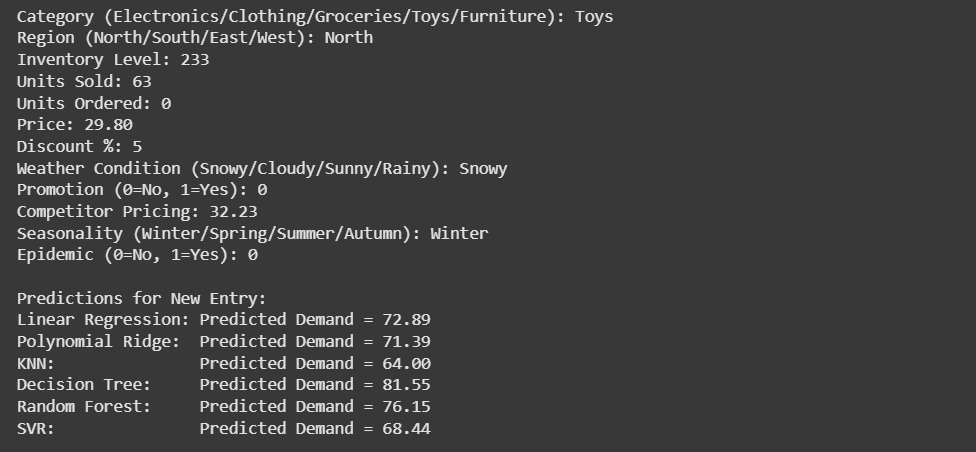 Category (Electronics/Clothing/Groceries/Toys/Furniture): Toys
Region (North/South/East/West): North
Inventory Level: 233
Units Sold: 63
Units Ordered: 0
Price: 29.80
Discount %: 5
Weather Condition (Snowy/Cloudy/Sunny/Rainy): Snowy
Promotion (0=No, 1=Yes): 0
Competitor Pricing: 32.23
Seasonality (Winter/Spring/Summer/Autumn): Winter
Epidemic (0=No, 1=Yes): 0
Predictions for New Entry:
Linear Regression: Predicted Demand = 72.89
Polynomial Ridge:  Predicted Demand = 71.39
KNN:               Predicted Demand = 64.00
Decision Tree:     Predicted Demand = 81.55
Random Forest:     Predicted Demand = 76.15
SVR:               Predicted Demand = 68.44